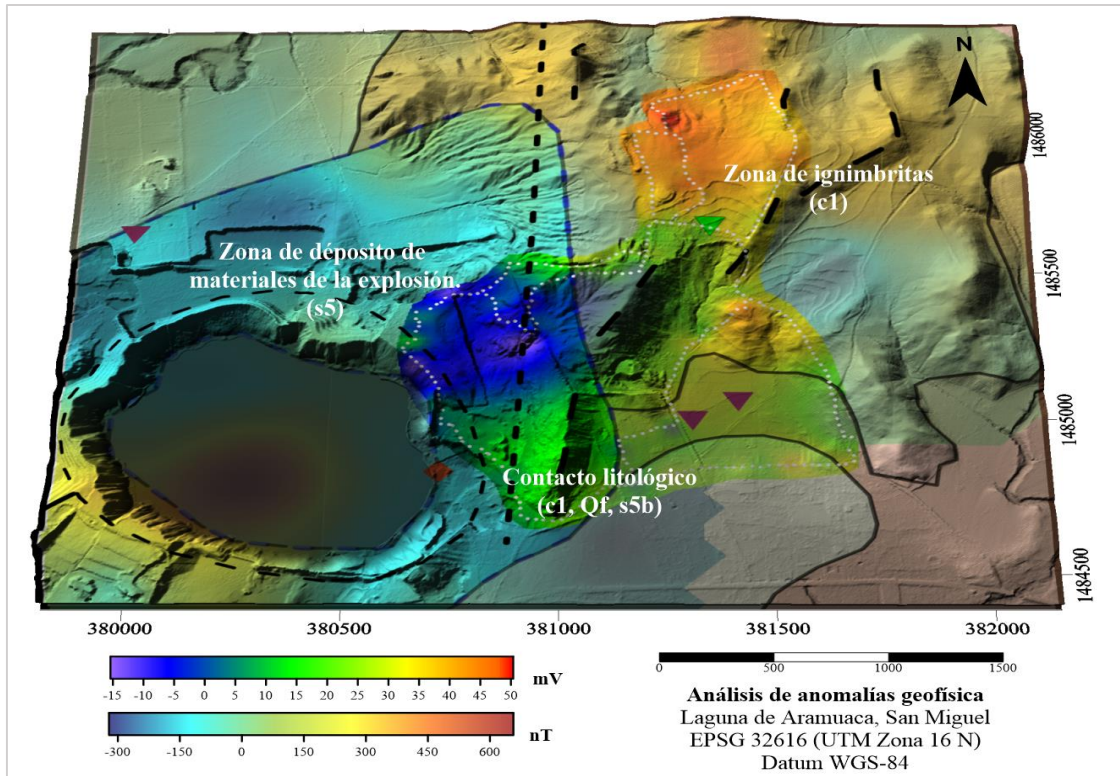 N
1486000
Zona de ignimbritas
(c1)
Zona de déposito de
materiales de la explosión.
(s5)
1485500
1485000
Contacto litológico
(c1, Qf, s5b)
1484500
380000 380500 381000 381500 382000
-15 -10 -5 0 5 10 15 20 25 30 35 40 45 50 mV
-300 -150 0 150 300 450 600 nT
0 500 1000 1500
Análisis de anomalías geofísica
Laguna de Aramuaca, San Miguel
EPSG 32616 (UTM Zona 16 N)
Datum WGS-84